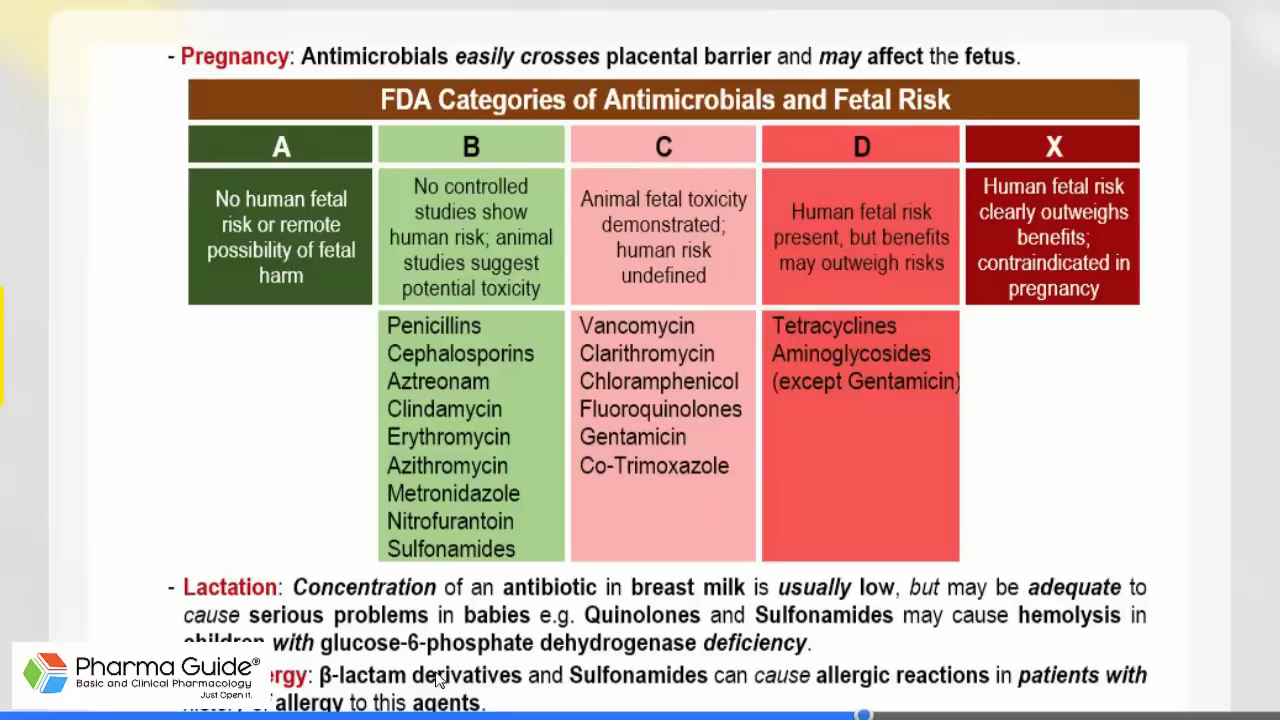 - Pregnancy: Antimicrobials easily crosses placental barrier and may affect the fetus.
FDA Categories of Antimicrobials and Fetal Risk
A
No human fetal
risk or remote
possibility of fetal
harm
B
No controlled
studies show
human risk; animal
studies suggest
potential toxicity
Penicillins
Cephalosporins
Aztreonam
Clindamycin
Erythromycin
Azithromycin
Metronidazole
Nitrofurantoin
Sulfonamides
C
Animal fetal toxicity
demonstrated;
human risk
undefined
Vancomycin
Clarithromycin
Chloramphenicol
Fluoroquinolones
Gentamicin
Co-Trimoxazole
D
Human fetal risk
present, but benefits
may outweigh risks
Tetracyclines
Aminoglycosides
(except Gentamicin)
X
Human fetal risk
clearly outweighs
benefits;
contraindicated in
pregnancy
- Lactation: Concentration of an antibiotic in breast milk is usually low, but may be adequate to
cause serious problems in babies e.g. Quinolones and Sulfonamides may cause hemolysis in
children with glucose-6-phosphate dehydrogenase deficiency.
ergy: β-lactam derivatives and Sulfonamides can cause allergic reactions in patients with
allergy to this agents.
Pharma Guide®
Basic and Clinical Pharmacology
Just Open it.